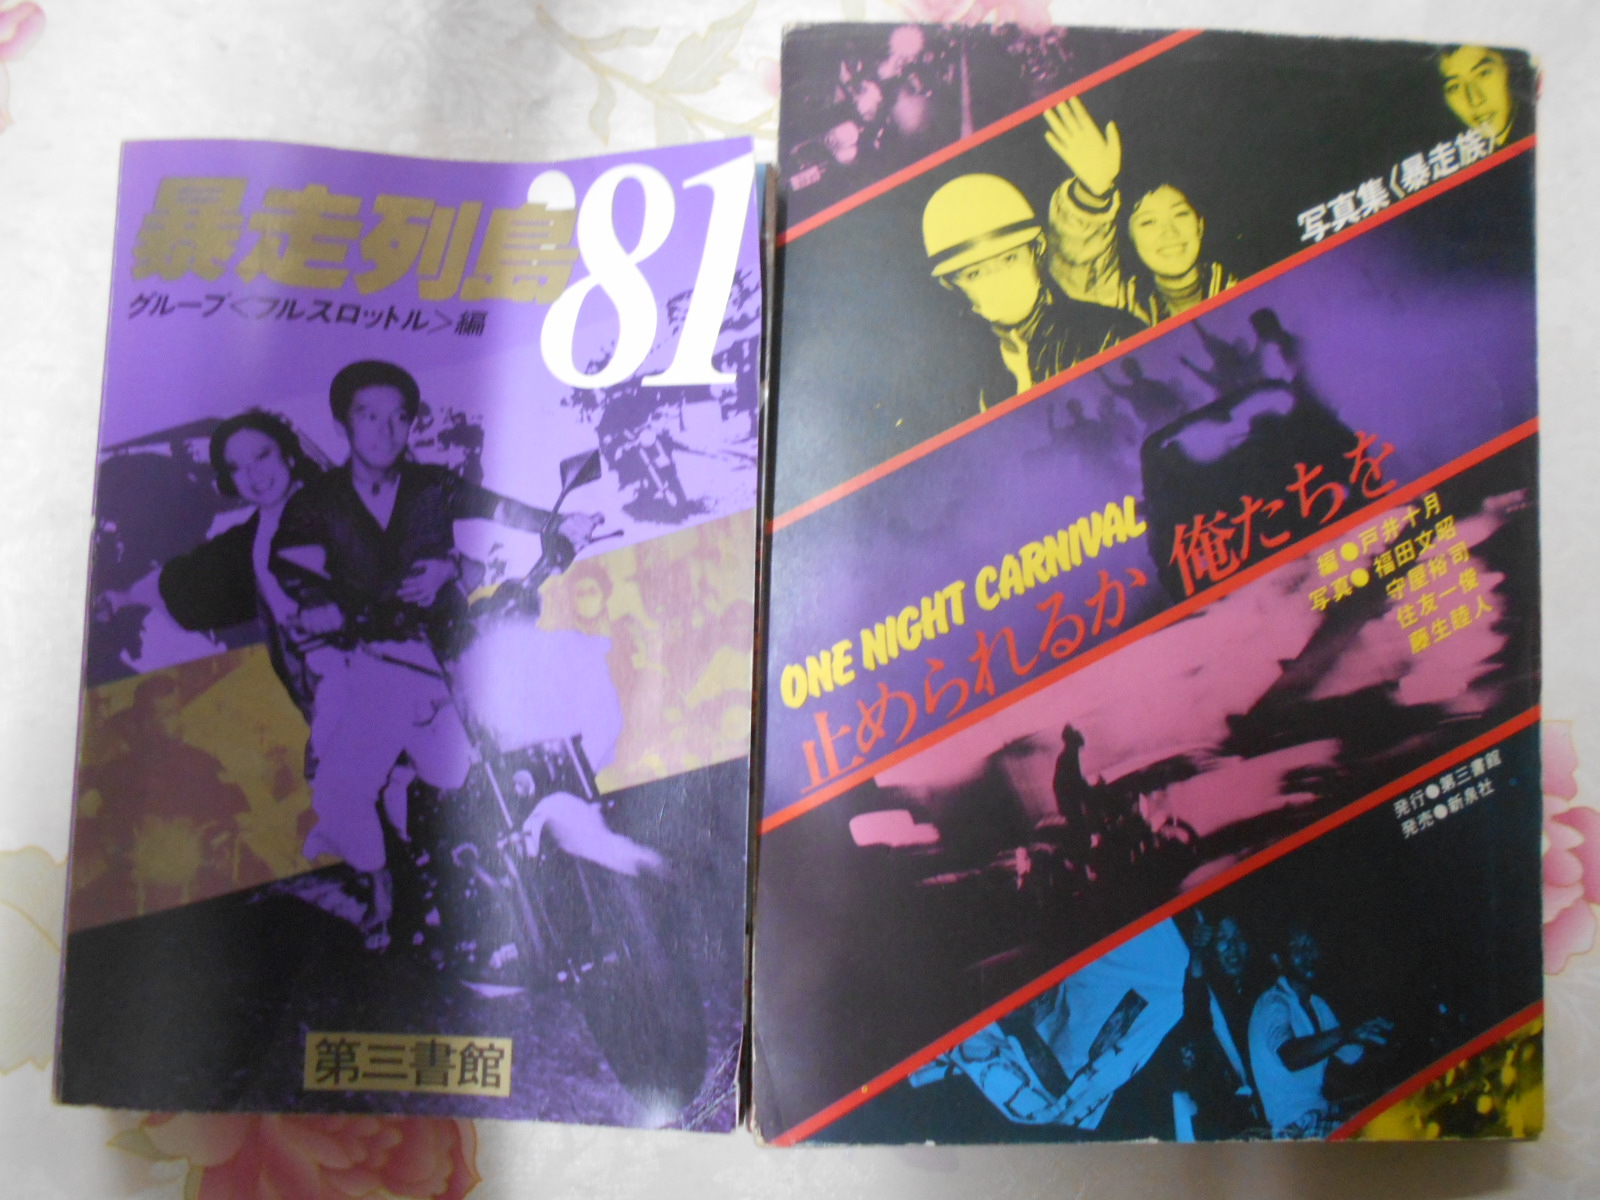 暴走列島'81
グループ〈フルスロットル〉編
第三書館
写真集〈暴走族〉
ONE NIGHT CARNIVAL
止められるか 俺たちを
編●戸井十月
写真●福田文昭
守屋裕司
住友一俊
藤生睦人
発行●第三書館
発売●新泉社